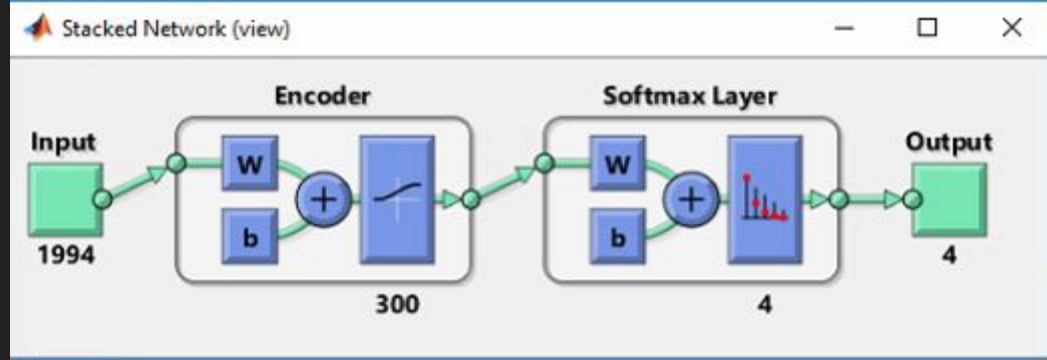 Stacked Network (view)
Encoder
Softmax Layer
Input
Output
W
b
+
W
b
+
1994
4
300
4